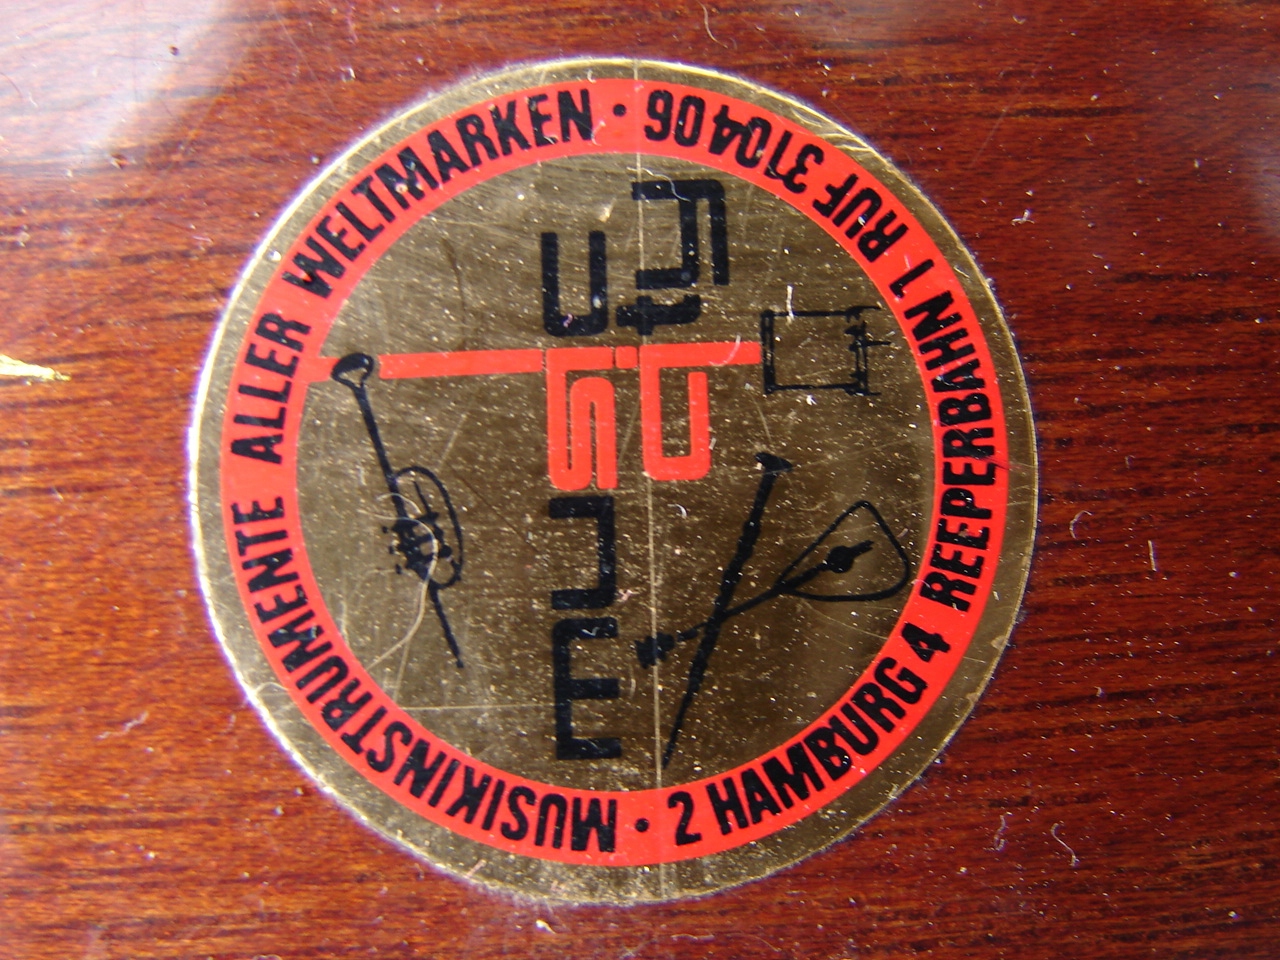 MUSIKINSTRUMENTE ALLER WELTMARKEN •
2 HAMBURG 4 REEPERBAHN 1 RUF 310406 •